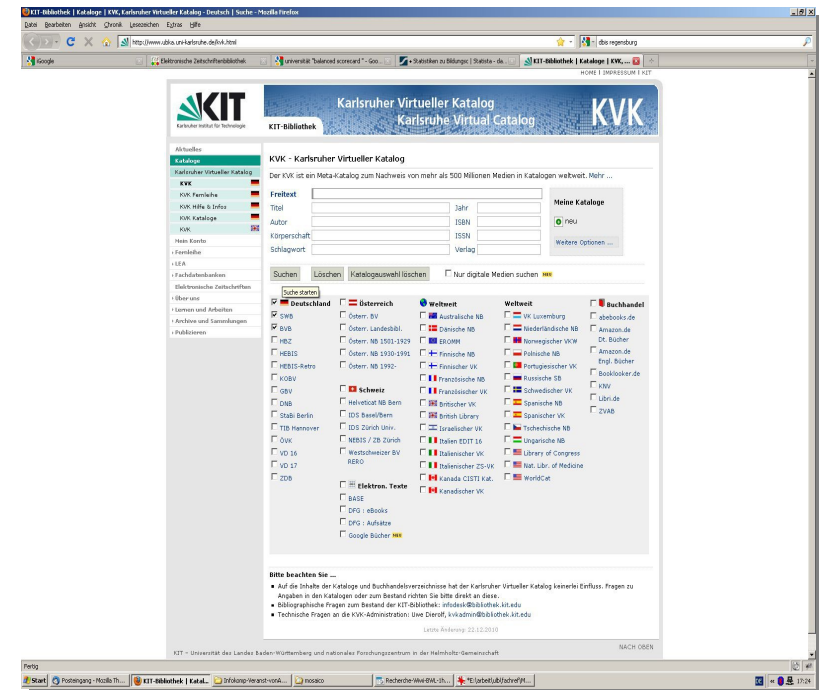 KIT-Bibliothek | Kataloge | KVK, Karlsruher Virtueller Katalog - Deutsch | Suche - Mozilla Firefox
Datei Bearbeiten Ansicht Chronik Lesezeichen Extras Hilfe
http://www.ubka.uni-karlsruhe.de/kvk.html
dbis regensburg
iGoogle
Elektronische Zeitschriftenbibliothek
universität "balanced scorecard" - Goo...
Statistiken zu Bildungsc | Statista - da...
KIT-Bibliothek | Kataloge | KVK, ...
HOME | IMPRESSUM | KIT
KIT
Karlsruher Institut für Technologie
KIT-Bibliothek
Karlsruher Virtueller Katalog
Karlsruhe Virtual Catalog
KVK
Aktuelles
Kataloge
Karlsruher Virtueller Katalog
KVK
KVK Fernleihe
KVK Hilfe & Infos
KVK Kataloge
KVK
Mein Konto
Fernleihe
LEA
Fachdatenbanken
Elektronische Zeitschriften
Über uns
Lernen und Arbeiten
Archive und Sammlungen
Publizieren
KVK - Karlsruher Virtueller Katalog
Der KVK ist ein Meta-Katalog zum Nachweis von mehr als 500 Millionen Medien in Katalogen weltweit. Mehr ...
Freitext
Titel Jahr
Autor ISBN
Körperschaft ISSN
Schlagwort Verlag
Meine Kataloge
neu
Weitere Optionen ...
Suchen Löschen Katalogauswahl löschen Nur digitale Medien suchen NEU
Suche starten
Deutschland
SWB
BVB
HBZ
HEBIS
HEBIS-Retro
KOBV
GBV
DNB
StaBi Berlin
TIB Hannover
ÖVK
VD 16
VD 17
ZDB
Österreich
Österr. BV
Österr. Landesbibl.
Österr. NB 1501-1929
Österr. NB 1930-1991
Österr. NB 1992-
Schweiz
Helveticat NB Bern
IDS Basel/Bern
IDS Zürich Univ.
NEBIS / ZB Zürich
Westschweizer BV
RERO
Elektron. Texte
BASE
DFG : eBooks
DFG : Aufsätze
Google Bücher NEU
Weltweit
Australische NB
Dänische NB
EROMM
Finnische NB
Finnischer VK
Französische NB
Französischer VK
Britischer VK
British Library
Israelischer VK
Italien EDIT 16
Italienischer VK
Italienischer ZS-VK
Kanada CISTI Kat.
Kanadischer VK
Weltweit
VK Luxemburg
Niederländische NB
Norwegischer VKW
Polnische NB
Portugiesischer VK
Russische SB
Schwedischer VK
Spanische NB
Spanischer VK
Tschechische NB
Ungarische NB
Library of Congress
Nat. Libr. of Medicine
WorldCat
Buchhandel
abebooks.de
Amazon.de
Dt. Bücher
Amazon.de
Engl. Bücher
Booklooker.de
KNV
Libri.de
ZVAB
Bitte beachten Sie ...
Auf die Inhalte der Kataloge und Buchhandelsverzeichnisse hat der Karlsruher Virtueller Katalog keinerlei Einfluss. Fragen zu
Angaben in den Katalogen oder zum Bestand richten Sie bitte direkt an diese.
Bibliographische Fragen zum Bestand der KIT-Bibliothek: infodesk@bibliothek.kit.edu
Technische Fragen an die KVK-Administration: Uwe Dierolf, kvkadmin@bibliothek.kit.edu
Letzte Änderung: 22.12.2010
NACH OBEN
KIT – Universität des Landes Baden-Württemberg und nationales Forschungszentrum in der Helmholtz-Gemeinschaft
Fertig
Start
Posteingang - Mozilla Th...
KIT-Bibliothek | Katal...
Infokomp-Veranst-vonA...
mosaico
Recherche-Wiwi-BWL-1h...
*E:\arbeit\ubl\fachref\M...
17:24